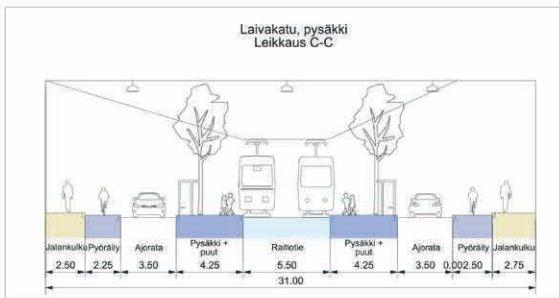 Laivakatu, pysäkki
Leikkaus C-C
Jalankulku Pyöräily Ajorata Pysäkki + puut Raitiotie Pysäkki + puut Ajorata Pyöräily Jalankulku
2.50 2.25 3.50 4.25 5.50 4.25 3.50 0.00 2.50 2.75
31.00